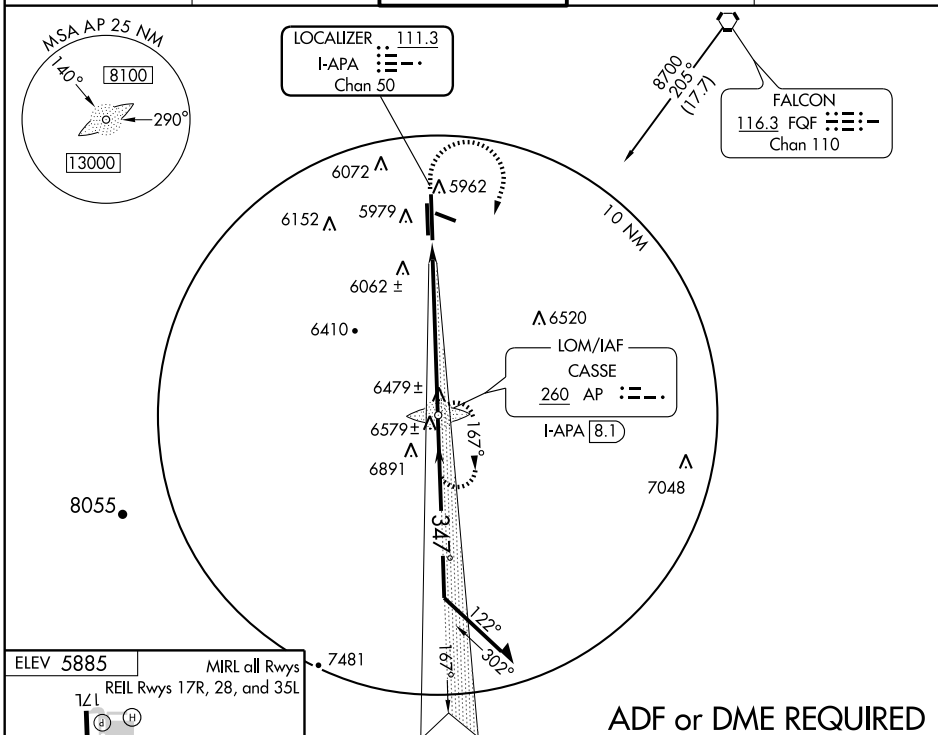 MSA AP 25 NM
140°
8100
290°
13000
LOCALIZER 111.3
I-APA
Chan 50
8700
205°
(17.7)
FALCON
116.3 FQF
Chan 110
6072
5962
6152
5979
10 NM
6062 ±
6410
6520
LOM/IAF
CASSE
260 AP
I-APA 8.1
6479±
6579±
167°
6891
7048
8055
347°
122°
302°
167°
7481
ELEV 5885
MIRL all Rwys
REIL Rwys 17R, 28, and 35L
17L
P
H
ADF or DME REQUIRED